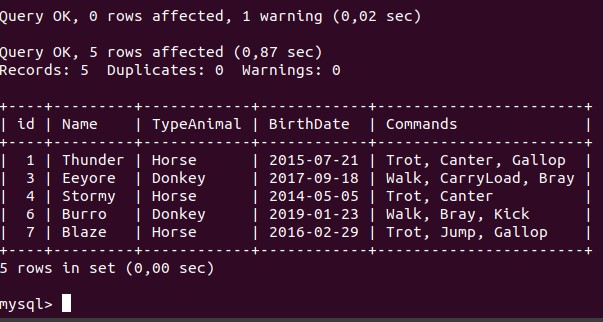 Query OK, 0 rows affected, 1 warning (0,02 sec)
Query OK, 5 rows affected (0,87 sec)
Records: 5  Duplicates: 0  Warnings: 0
+----+---------+------------+------------+-----------------------+
| id | Name    | TypeAnimal | BirthDate  | Commands              |
+----+---------+------------+------------+-----------------------+
|  1 | Thunder | Horse      | 2015-07-21 | Trot, Canter, Gallop  |
|  3 | Eeyore  | Donkey     | 2017-09-18 | Walk, CarryLoad, Bray |
|  4 | Stormy  | Horse      | 2014-05-05 | Trot, Canter          |
|  6 | Burro   | Donkey     | 2019-01-23 | Walk, Bray, Kick      |
|  7 | Blaze   | Horse      | 2016-02-29 | Trot, Jump, Gallop    |
+----+---------+------------+------------+-----------------------+
5 rows in set (0,00 sec)
mysql>